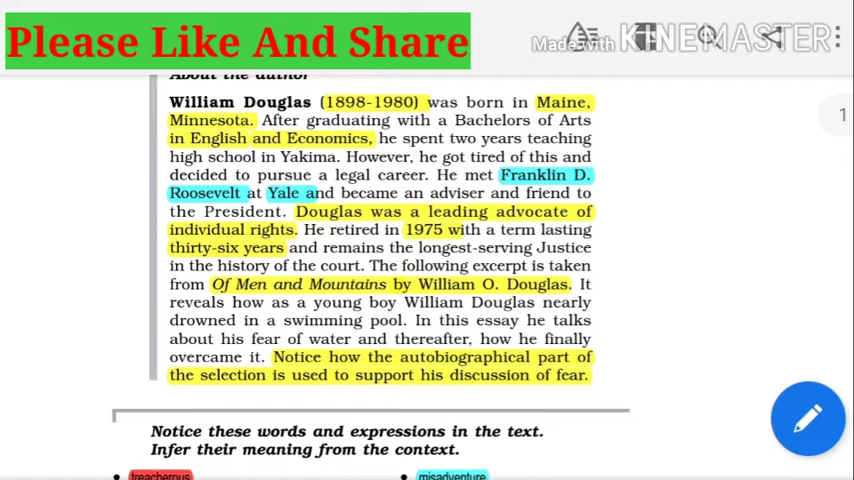 Please Like And Share
Made with KINEMASTER
About the author
1
William Douglas (1898-1980) was born in Maine,
Minnesota. After graduating with a Bachelors of Arts
in English and Economics, he spent two years teaching
high school in Yakima. However, he got tired of this and
decided to pursue a legal career. He met Franklin D.
Roosevelt at Yale and became an adviser and friend to
the President. Douglas was a leading advocate of
individual rights. He retired in 1975 with a term lasting
thirty-six years and remains the longest-serving Justice
in the history of the court. The following excerpt is taken
from Of Men and Mountains by William O. Douglas. It
reveals how as a young boy William Douglas nearly
drowned in a swimming pool. In this essay he talks
about his fear of water and thereafter, how he finally
overcame it. Notice how the autobiographical part of
the selection is used to support his discussion of fear.
Notice these words and expressions in the text.
Infer their meaning from the context.
• treacherous • misadventure